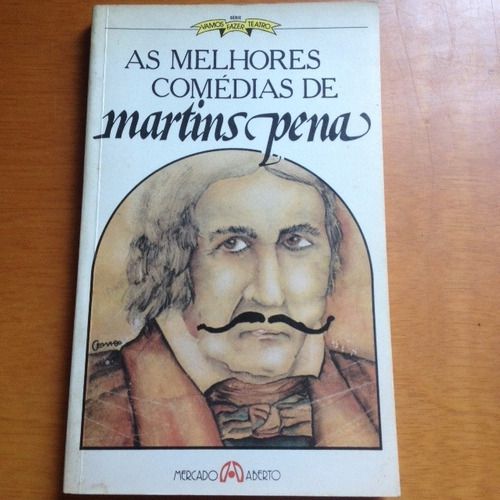 SÉRIE
VAMOS FAZER TEATRO
AS MELHORES
COMÉDIAS DE
martins pena
MERCADO ABERTO